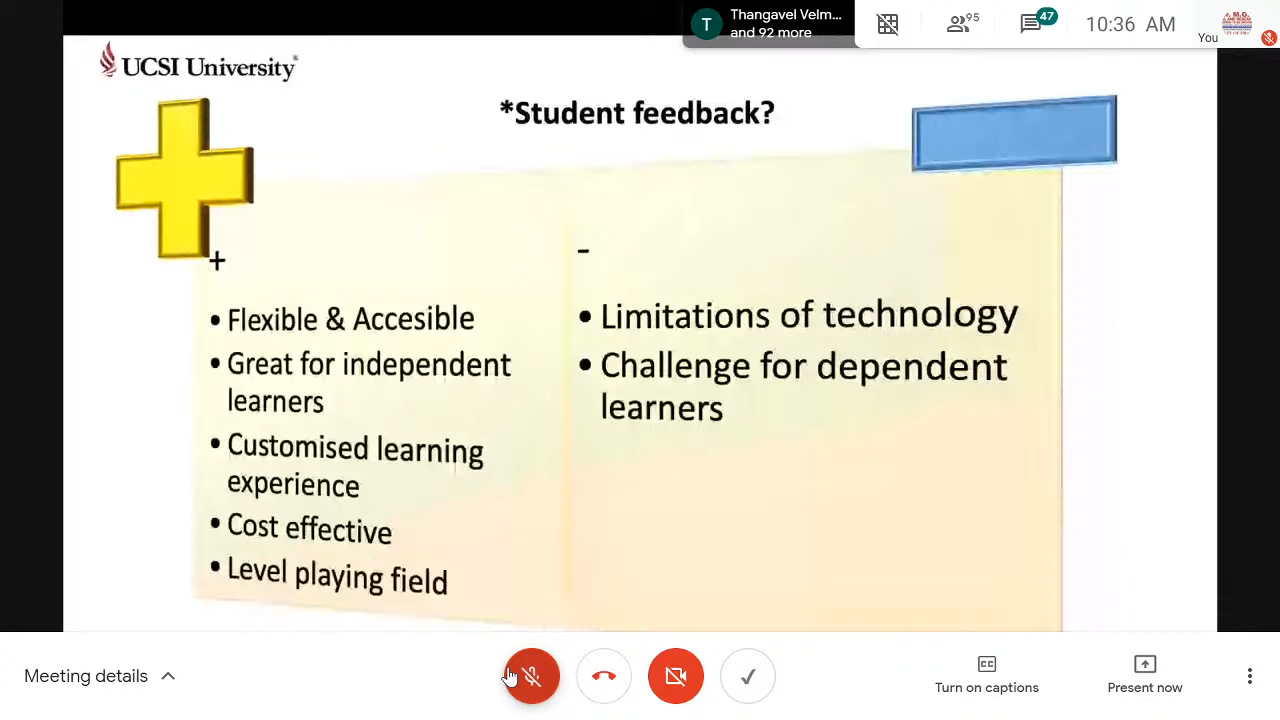 T
Thangavel Velm...
and 92 more
95
47
10:36 AM
You
UCSI University
*Student feedback?
+
• Flexible & Accesible
• Great for independent
learners
• Customised learning
experience
• Cost effective
• Level playing field
-
• Limitations of technology
• Challenge for dependent
learners
Meeting details
CC
Turn on captions
Present now